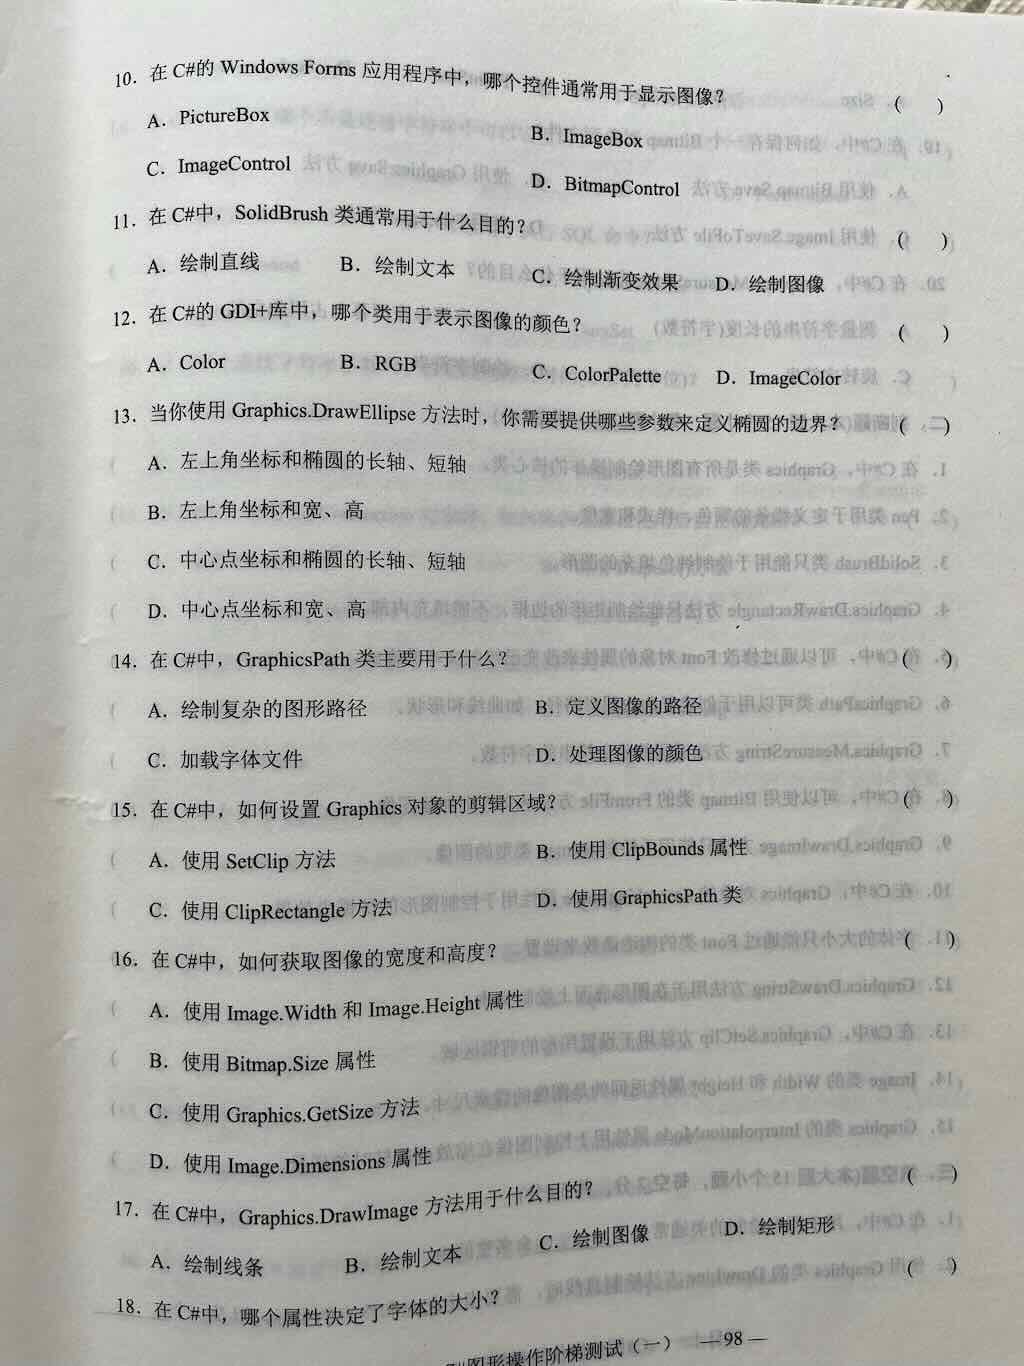 10．在 C#的 Windows Forms 应用程序中，哪个控件通常用于显示图像？ （ ）
A．PictureBox B．ImageBox
C．ImageControl D．BitmapControl
11．在 C#中，SolidBrush 类通常用于什么目的？ （ ）
A．绘制直线 B．绘制文本 C．绘制渐变效果 D．绘制图像
12．在 C#的 GDI+库中，哪个类用于表示图像的颜色？ （ ）
A．Color B．RGB C．ColorPalette D．ImageColor
13．当你使用 Graphics.DrawEllipse 方法时，你需要提供哪些参数来定义椭圆的边界？ （ ）
A．左上角坐标和椭圆的长轴、短轴
B．左上角坐标和宽、高
C．中心点坐标和椭圆的长轴、短轴
D．中心点坐标和宽、高
14．在 C#中，GraphicsPath 类主要用于什么？ （ ）
A．绘制复杂的图形路径 B．定义图像的路径
C．加载字体文件 D．处理图像的颜色
15．在 C#中，如何设置 Graphics 对象的剪辑区域？ （ ）
A．使用 SetClip 方法 B．使用 ClipBounds 属性
C．使用 ClipRectangle 方法 D．使用 GraphicsPath 类
16．在 C#中，如何获取图像的宽度和高度？ （ ）
A．使用 Image.Width 和 Image.Height 属性
B．使用 Bitmap.Size 属性
C．使用 Graphics.GetSize 方法
D．使用 Image.Dimensions 属性
17．在 C#中，Graphics.DrawImage 方法用于什么目的？ （ ）
A．绘制线条 B．绘制文本 C．绘制图像 D．绘制矩形
18．在 C#中，哪个属性决定了字体的大小？ （ ）
C#图形操作阶梯测试（一） —98—